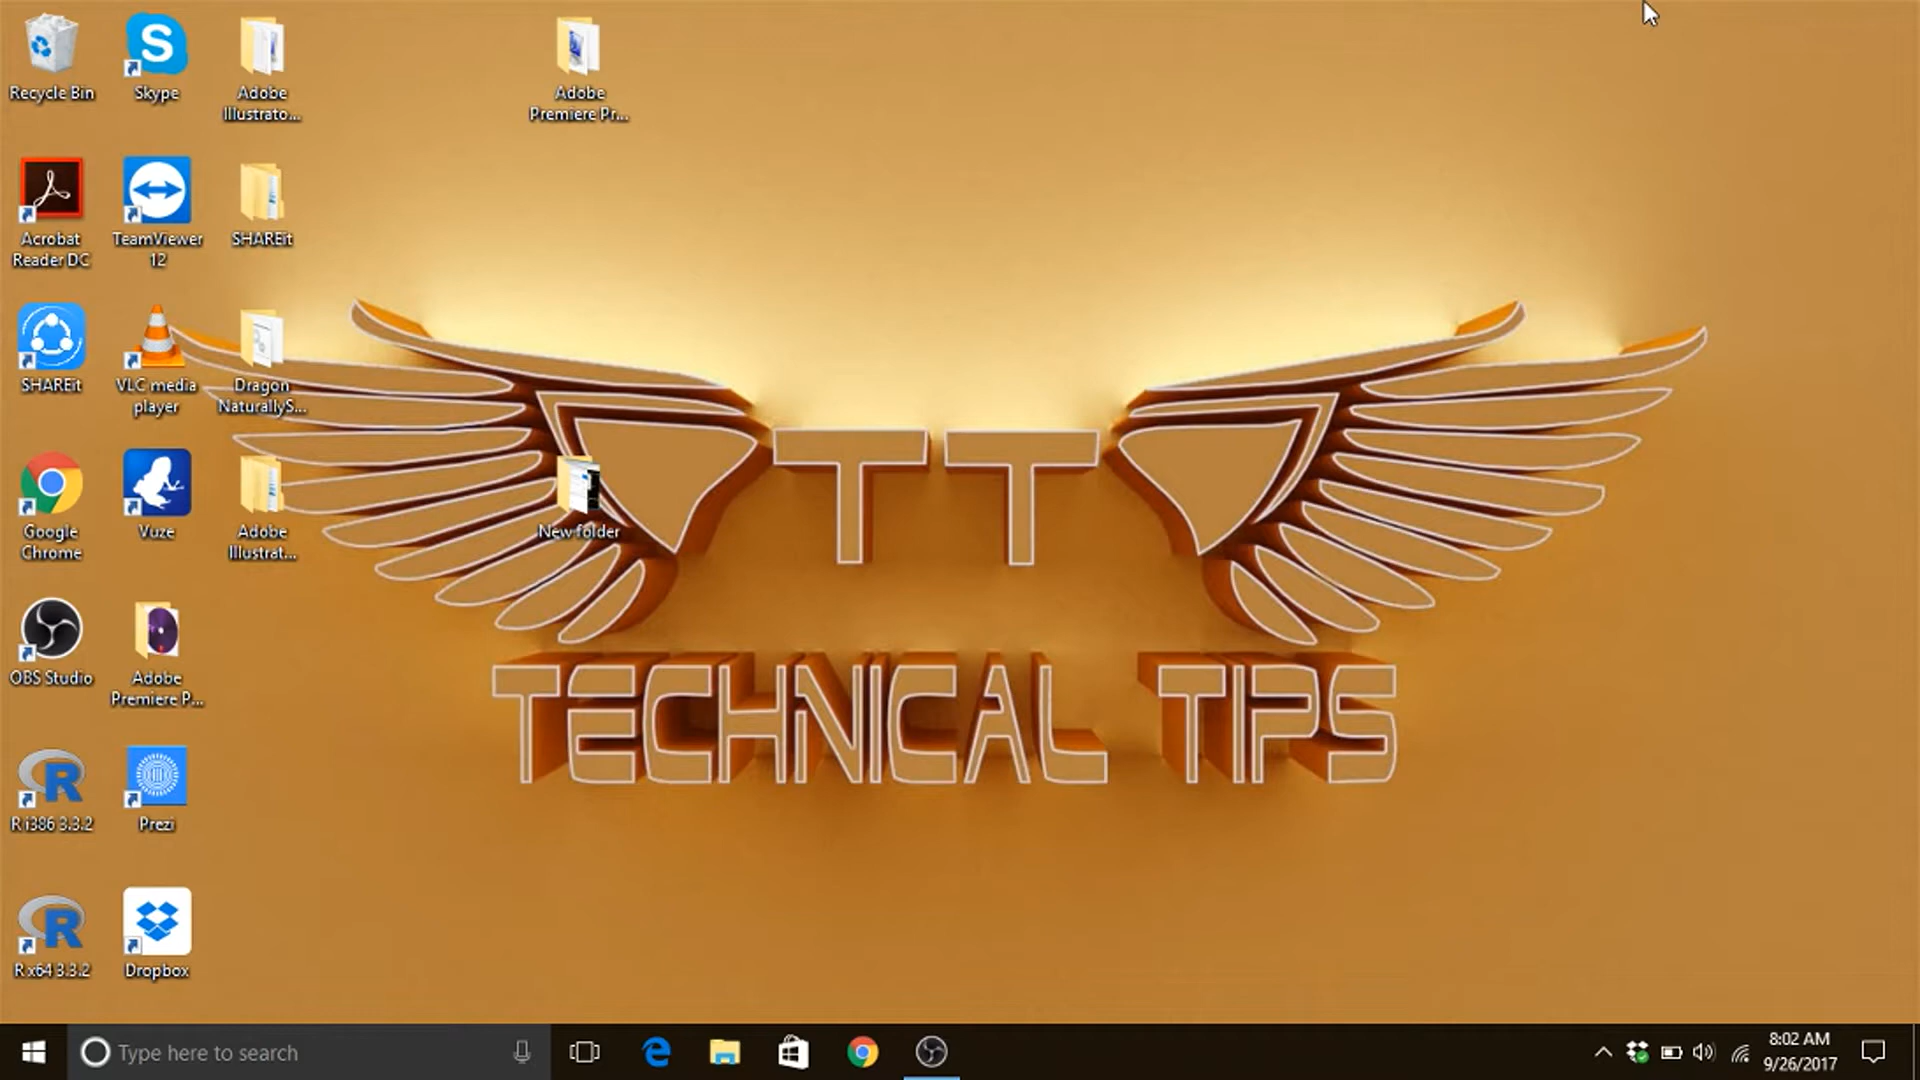 Recycle Bin
Skype
Adobe
Illustrato...
Adobe
Premiere Pr...
Acrobat
Reader DC
TeamViewer
12
SHAREit
SHAREit
VLC media
player
Dragon
NaturallyS...
Google
Chrome
Vuze
Adobe
Illustrat...
New folder
TT
TECHNICAL TIPS
OBS Studio
Adobe
Premiere P...
R i386 3.3.2
Prezi
R x64 3.3.2
Dropbox
Type here to search
8:02 AM
9/26/2017